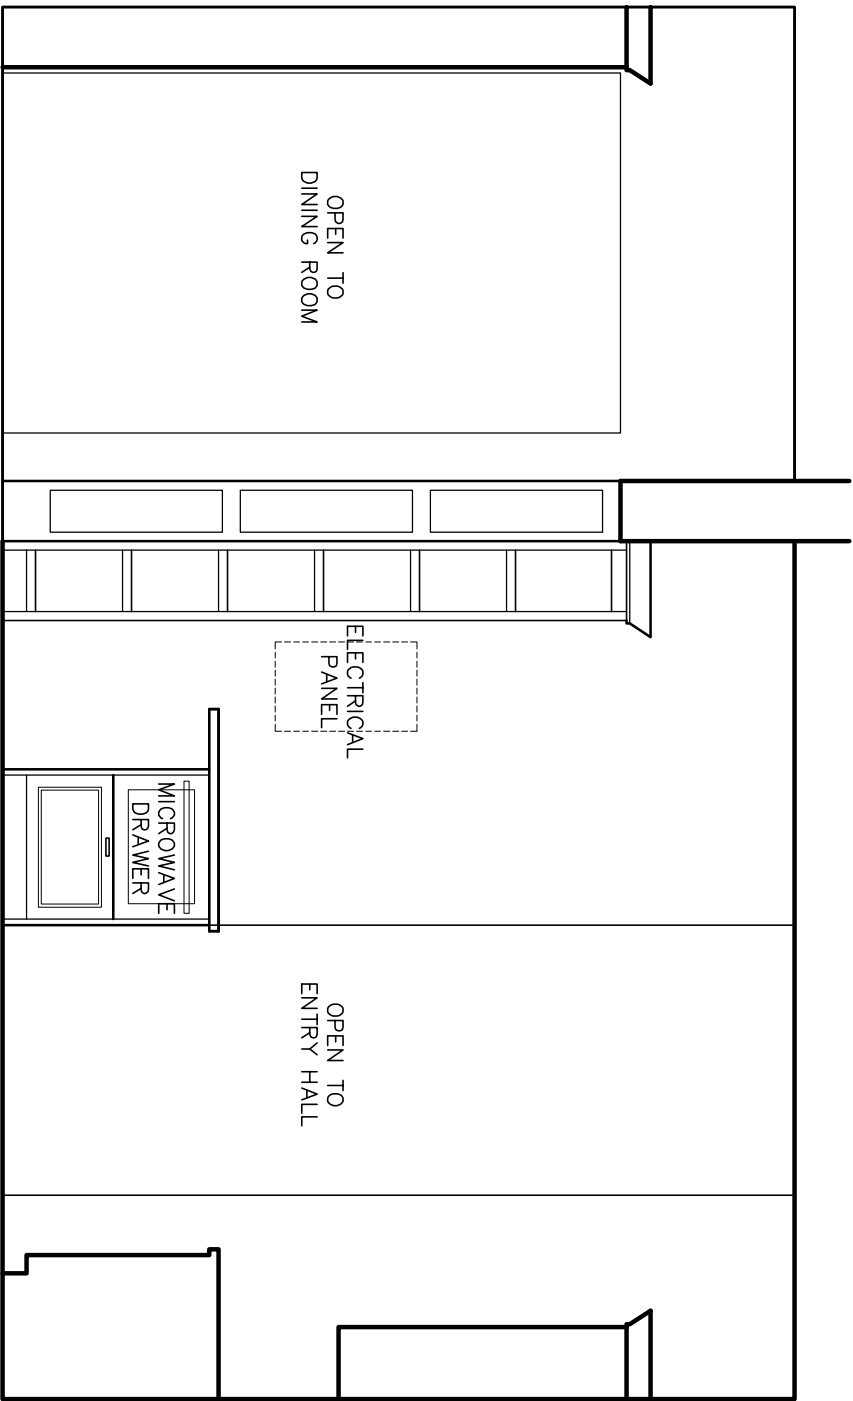 OPEN TO
DINING ROOM
ELECTRICAL
PANEL
MICROWAVE
DRAWER
OPEN TO
ENTRY HALL